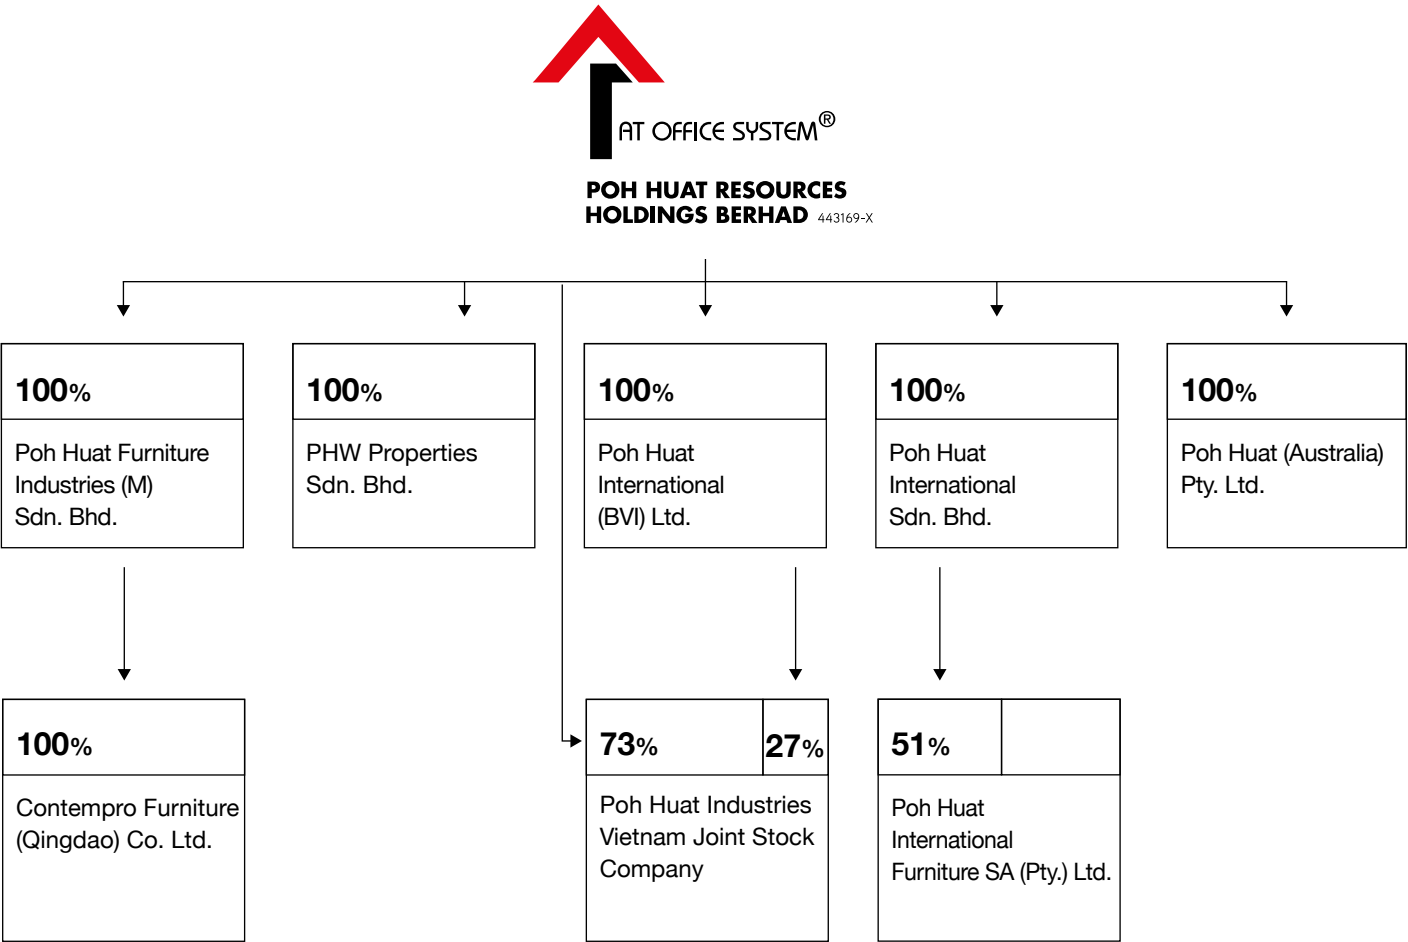 AT OFFICE SYSTEM®
POH HUAT RESOURCES
HOLDINGS BERHAD 443169-X
100%
Poh Huat Furniture
Industries (M)
Sdn. Bhd.
100%
PHW Properties
Sdn. Bhd.
100%
Poh Huat
International
(BVI) Ltd.
100%
Poh Huat
International
Sdn. Bhd.
100%
Poh Huat (Australia)
Pty. Ltd.
100%
Contempro Furniture
(Qingdao) Co. Ltd.
73% 27%
Poh Huat Industries
Vietnam Joint Stock
Company
51%
Poh Huat
International
Furniture SA (Pty.) Ltd.